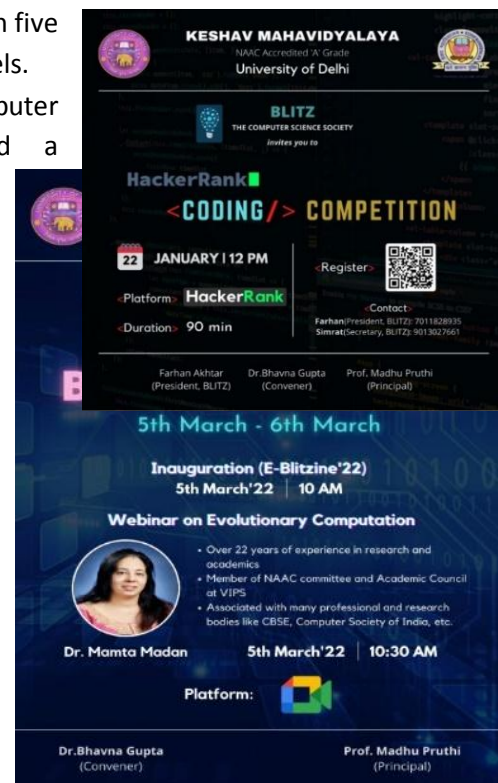 n five
els.
puter
d a
KESHAV MAHAVIDYALAYA
NAAC Accredited 'A' Grade
University of Delhi
BLITZ
THE COMPUTER SCIENCE SOCIETY
invites you to
HackerRank
<CODING/> COMPETITION
22 JANUARY | 12 PM
<Platform> HackerRank
<Duration> 90 min
<Register>
<Contact>
Farhan(President, BLITZ): 7011828935
Simrat(Secretary, BLITZ): 9013027661
Farhan Akhtar Dr.Bhavna Gupta Prof. Madhu Pruthi
(President, BLITZ) (Convener) (Principal)
B
5th March - 6th March
Inauguration (E-Blitzine'22)
5th March'22 | 10 AM
Webinar on Evolutionary Computation
• Over 22 years of experience in research and
academics
• Member of NAAC committee and Academic Council
at VIPS
• Associated with many professional and research
bodies like CBSE, Computer Society of India, etc.
Dr. Mamta Madan 5th March'22 | 10:30 AM
Platform:
Dr.Bhavna Gupta Prof. Madhu Pruthi
(Convener) (Principal)